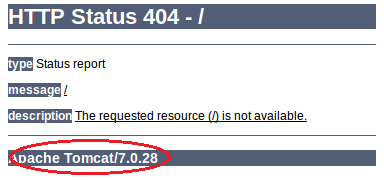 HTTP Status 404 - /
type Status report
message /
description The requested resource (/) is not available.
Apache Tomcat/7.0.28